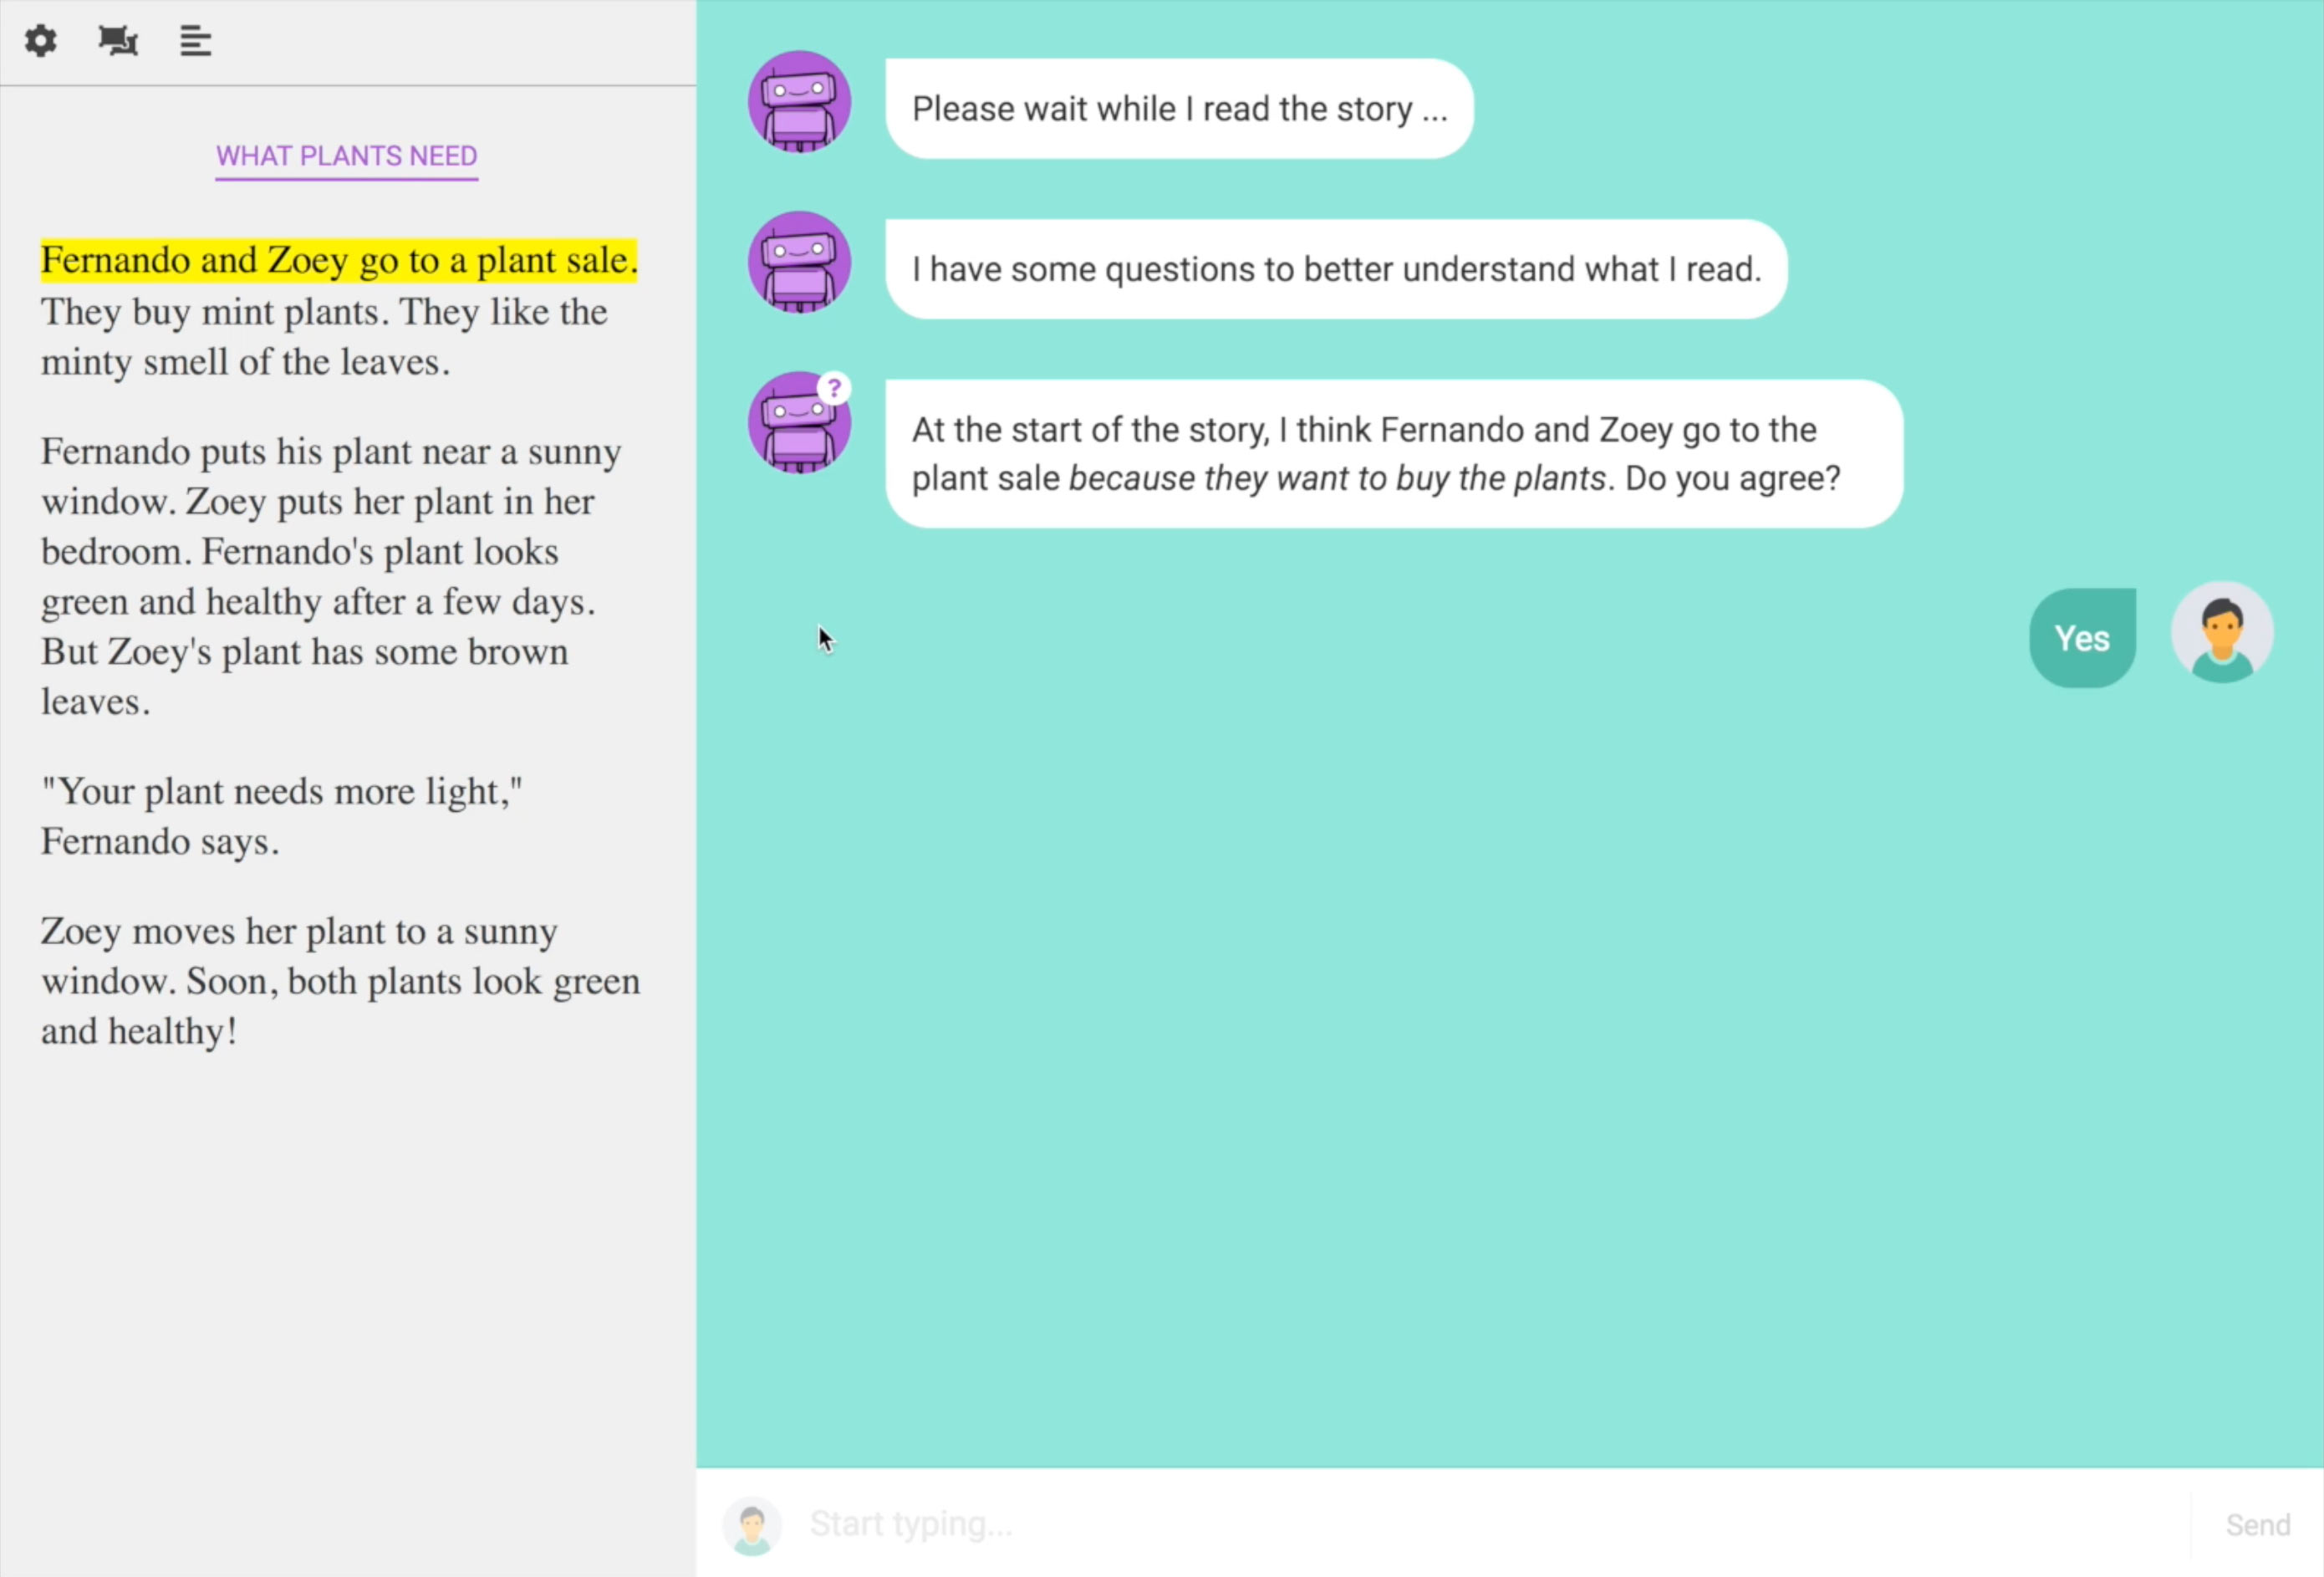 WHAT PLANTS NEED
Fernando and Zoey go to a plant sale.
They buy mint plants. They like the
minty smell of the leaves.
Fernando puts his plant near a sunny
window. Zoey puts her plant in her
bedroom. Fernando's plant looks
green and healthy after a few days.
But Zoey's plant has some brown
leaves.
"Your plant needs more light,"
Fernando says.
Zoey moves her plant to a sunny
window. Soon, both plants look green
and healthy!
Please wait while I read the story ...
I have some questions to better understand what I read.
?
At the start of the story, I think Fernando and Zoey go to the
plant sale because they want to buy the plants. Do you agree?
Yes
Start typing...
Send